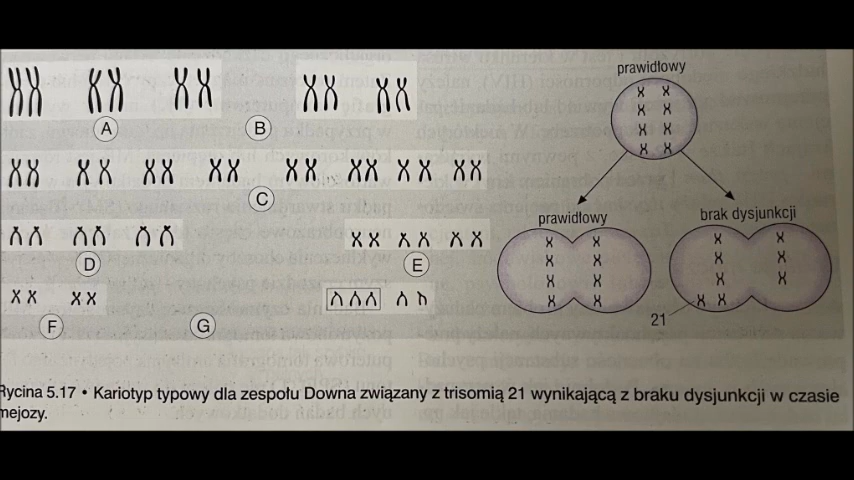 prawidłowy
A
B
C
prawidłowy
brak dysjunkcji
D
E
F
G
21
Rycina 5.17 • Kariotyp typowy dla zespołu Downa związany z trisomią 21 wynikającą z braku dysjunkcji w czasie
mejozy.